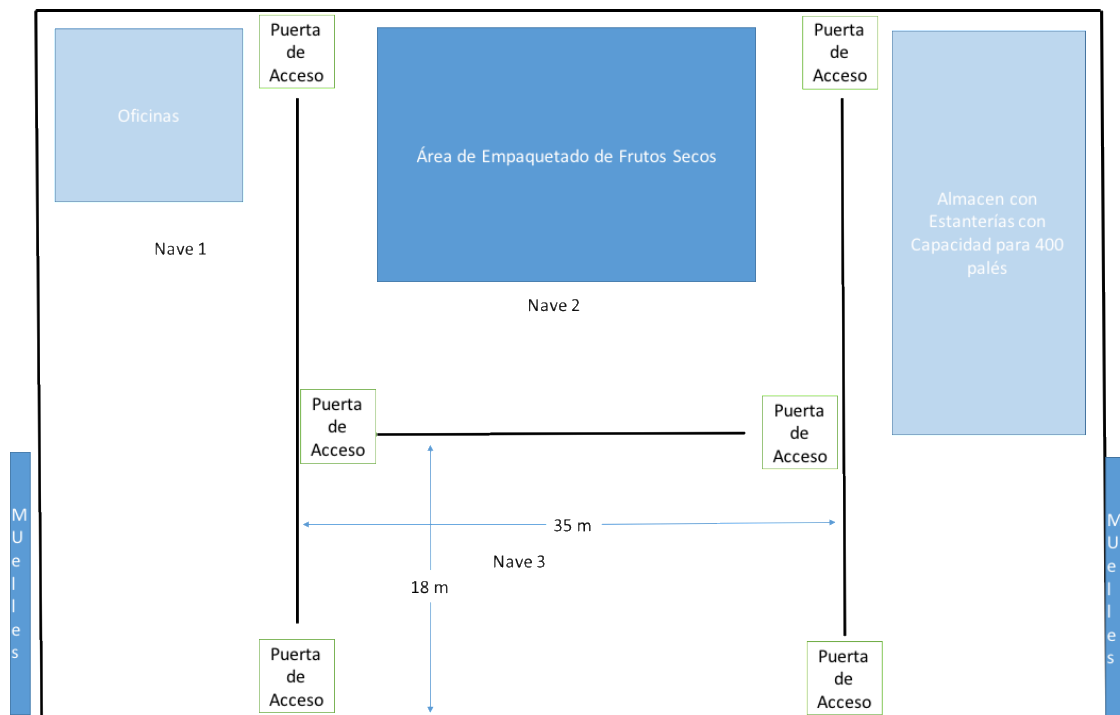 Puerta
de
Acceso
Puerta
de
Acceso
Oficinas
Área de Empaquetado de Frutos Secos
Almacen con
Estanterías con
Capacidad para 400
palés
Nave 1
Nave 2
Puerta
de
Acceso
Puerta
de
Acceso
M
U
e
l
l
e
s
M
U
e
l
l
e
s
35 m
Nave 3
18 m
Puerta
de
Acceso
Puerta
de
Acceso